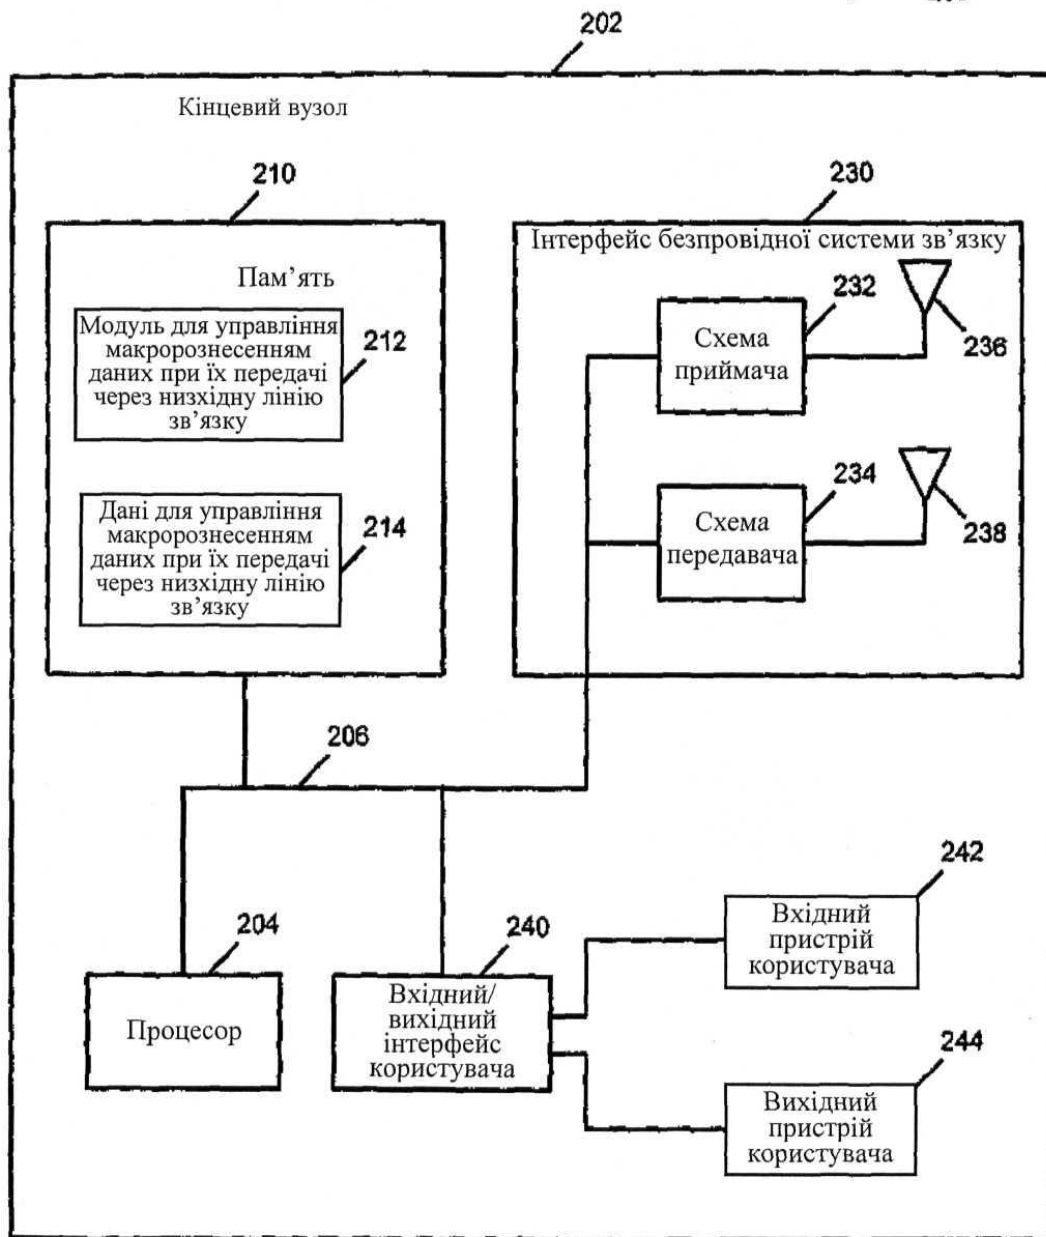 202
Кінцевий вузол
210
230
Пам’ять
Інтерфейс безпровідної системи зв’язку
Модуль для управління
макрорознесенням
даних при їх передачі
через низхідну лінію
зв’язку
212
232
Схема
приймача
236
Дані для управління
макрорознесенням
даних при їх передачі
через низхідну лінію
зв’язку
214
234
Схема
передавача
238
206
204
Процесор
240
Вхідний/
вихідний
інтерфейс
користувача
242
Вхідний
пристрій
користувача
244
Вихідний
пристрій
користувача